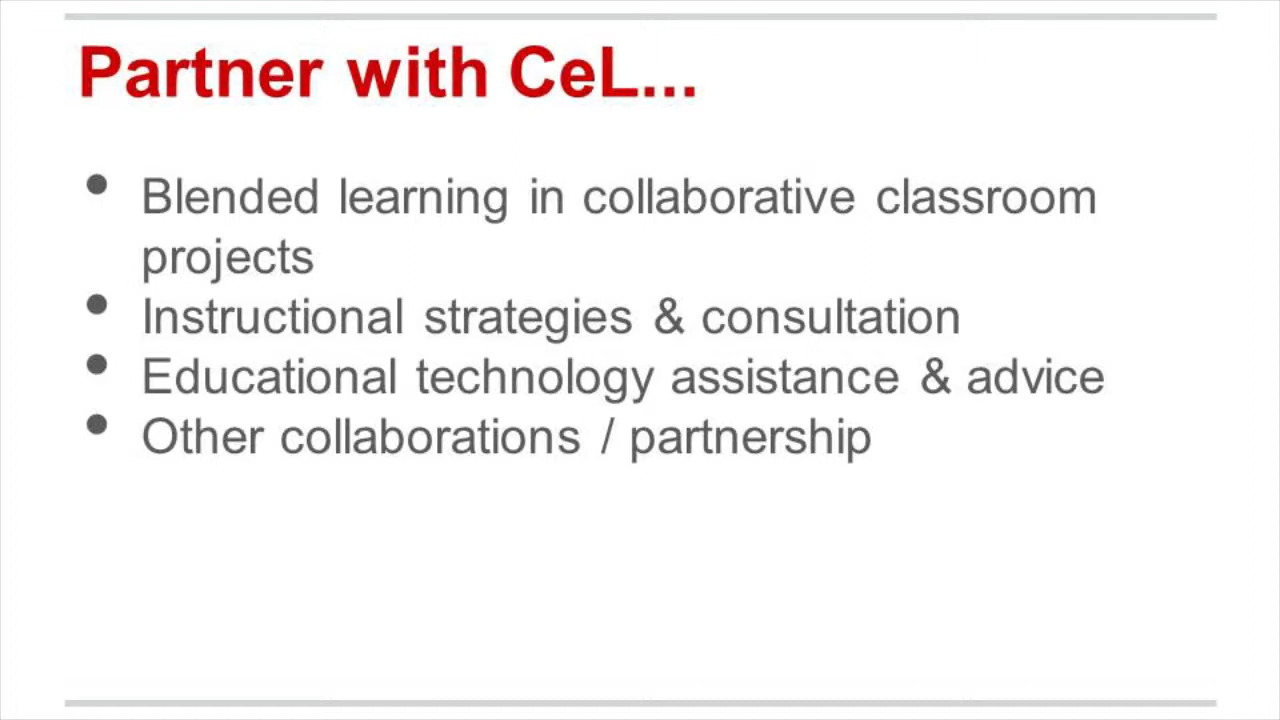 Partner with CeL...
• Blended learning in collaborative classroom
projects
• Instructional strategies & consultation
• Educational technology assistance & advice
• Other collaborations / partnership